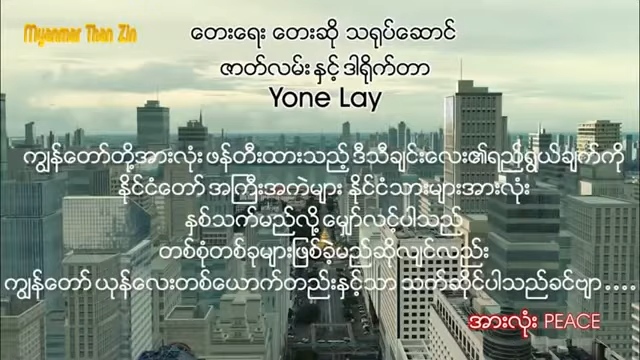 Myanmar Than Zin
တေးရေး တေးဆို သရုပ်ဆောင်
ဇာတ်လမ်းနှင့် ဒါရိုက်တာ
Yone Lay
ကျွန်တော်တို့အားလုံး ဖန်တီးထားသည့် ဒီသီချင်းလေး၏ရည်ရွယ်ချက်ကို
နိုင်ငံတော် အကြီးအကဲများ နိုင်ငံသားများအားလုံး
နှစ်သက်မည်လို့ မျှော်လင့်ပါသည်
တစ်စုံတစ်ခုများဖြစ်ခဲ့မည်ဆိုလျင်လည်း
ကျွန်တော် ယုန်လေးတစ်ယောက်တည်းနှင့်သာ သက်ဆိုင်ပါသည်ခင်ဗျာ....
အားလုံး PEACE